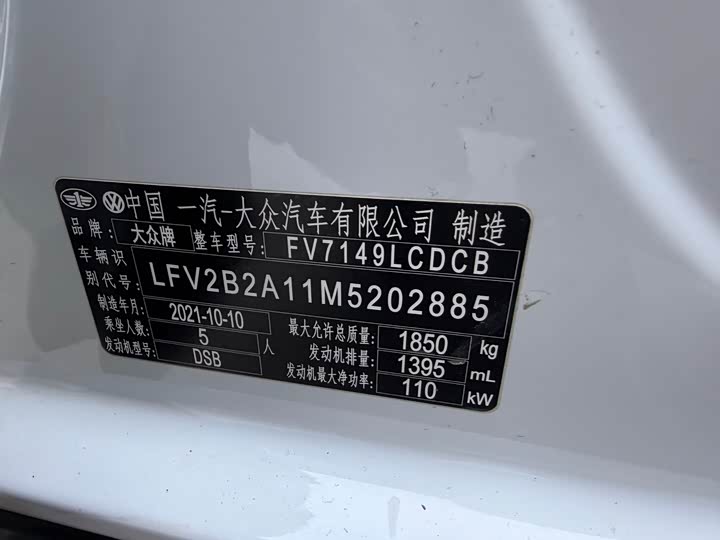 中国 一汽-大众汽车有限公司 制造
品牌: 大众牌 整车型号: FV7149LCDCB
车辆识别代号: LFV2B2A11M5202885
制造年月: 2021-10-10 最大允许总质量: 1850 kg
乘坐人数: 5 人 发动机排量: 1395 mL
发动机型号: DSB 发动机最大净功率: 110 kW